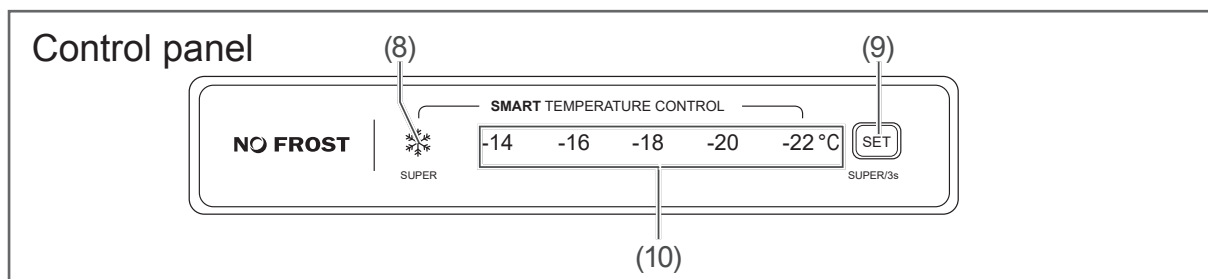 Control panel
(8)
(9)
SMART TEMPERATURE CONTROL
NO FROST
-14 -16 -18 -20 -22 °C
SET
SUPER
SUPER/3s
(10)